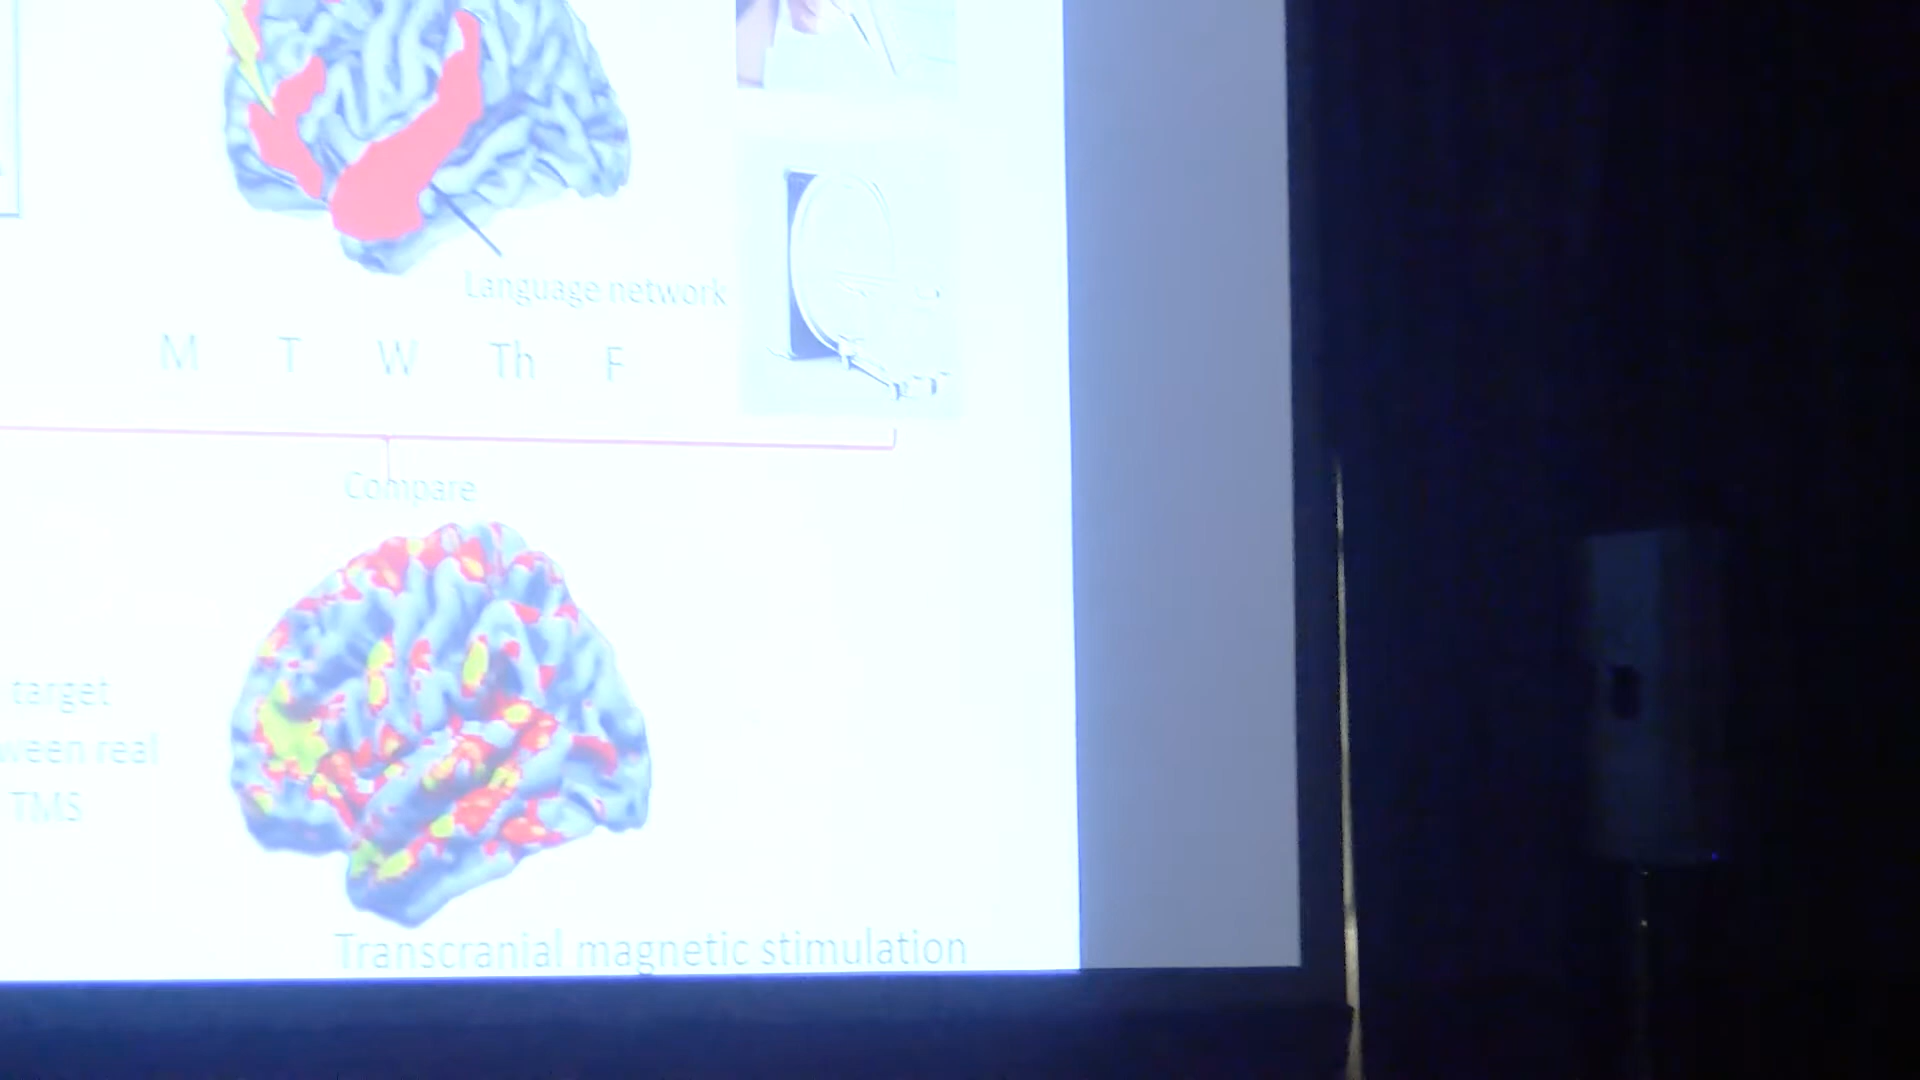 Language network
M T W Th F
Compare
target
ween real
TMS
Transcranial magnetic stimulation